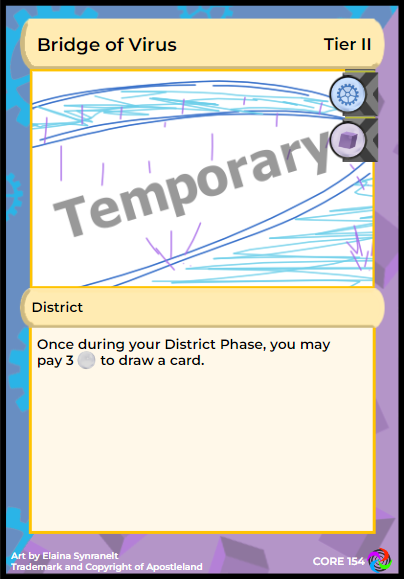 Bridge of Virus
Tier II
Temporary
District
Once during your District Phase, you may
pay 3 to draw a card.
Art by Elaina Synranelt
Trademark and Copyright of Apostleland
CORE 154